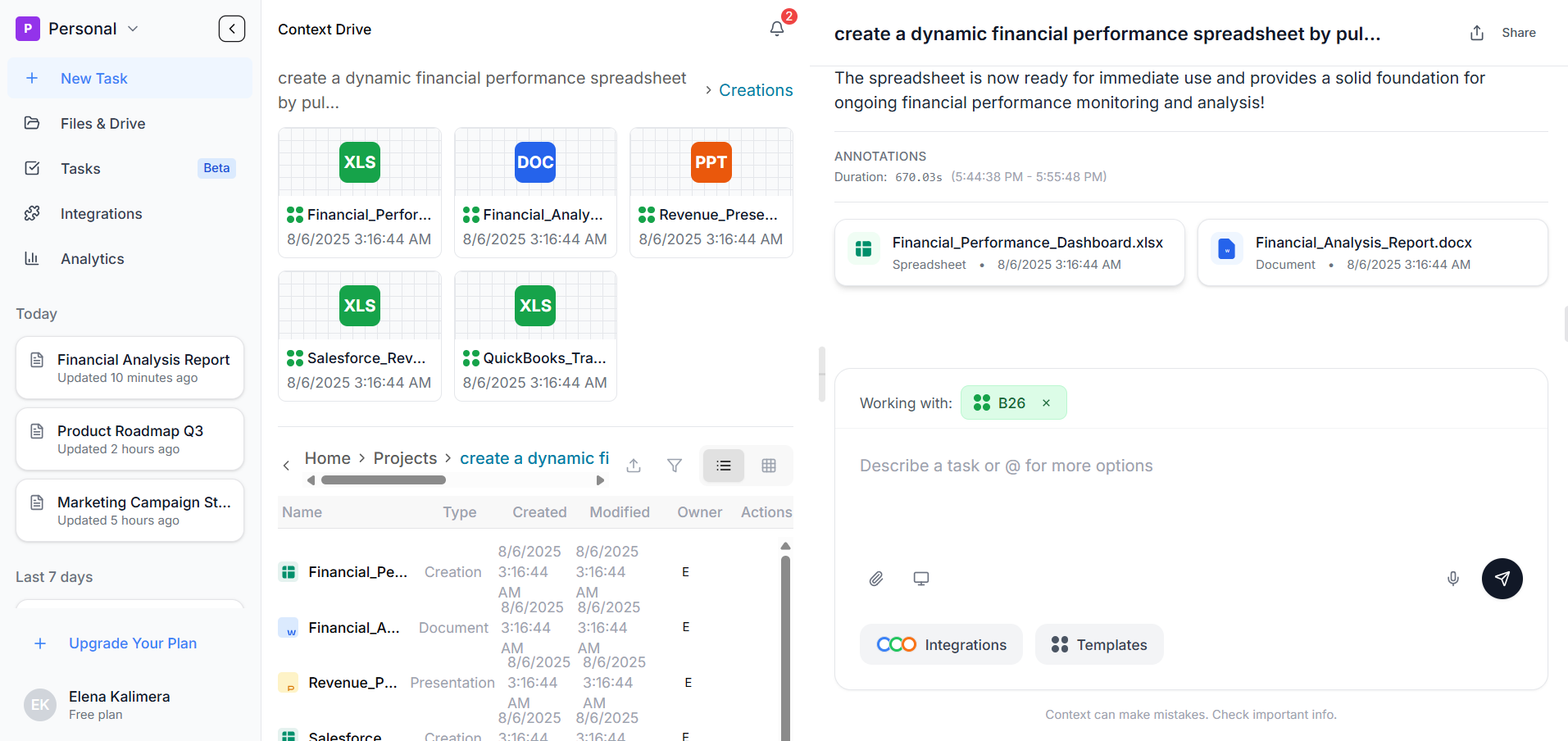 P Personal
New Task
Files & Drive
Tasks Beta
Integrations
Analytics
Today
Financial Analysis Report
Updated 10 minutes ago
Product Roadmap Q3
Updated 2 hours ago
Marketing Campaign St...
Updated 5 hours ago
Last 7 days
Upgrade Your Plan
EK Elena Kalimera
Free plan
Context Drive
2
create a dynamic financial performance spreadsheet
by pul...
Creations
XLS
Financial_Perfor...
8/6/2025 3:16:44 AM
DOC
Financial_Analy...
8/6/2025 3:16:44 AM
PPT
Revenue_Prese...
8/6/2025 3:16:44 AM
XLS
Salesforce_Rev...
8/6/2025 3:16:44 AM
XLS
QuickBooks_Tra...
8/6/2025 3:16:44 AM
Home > Projects > create a dynamic fi
Name Type Created Modified Owner Actions
Financial_Pe... Creation 8/6/2025 3:16:44 AM 8/6/2025 3:16:44 AM E
Financial_A... Document 8/6/2025 3:16:44 AM 8/6/2025 3:16:44 AM E
Revenue_P... Presentation 8/6/2025 3:16:44 AM 8/6/2025 3:16:44 AM E
Salesforce... Creation 8/6/2025 3:16:44 8/6/2025 3:16:44 E
create a dynamic financial performance spreadsheet by pul...
Share
The spreadsheet is now ready for immediate use and provides a solid foundation for
ongoing financial performance monitoring and analysis!
ANNOTATIONS
Duration: 670.03s (5:44:38 PM - 5:55:48 PM)
Financial_Performance_Dashboard.xlsx
Spreadsheet • 8/6/2025 3:16:44 AM
Financial_Analysis_Report.docx
Document • 8/6/2025 3:16:44 AM
Working with: B26 ×
Describe a task or @ for more options
Integrations
Templates
Context can make mistakes. Check important info.